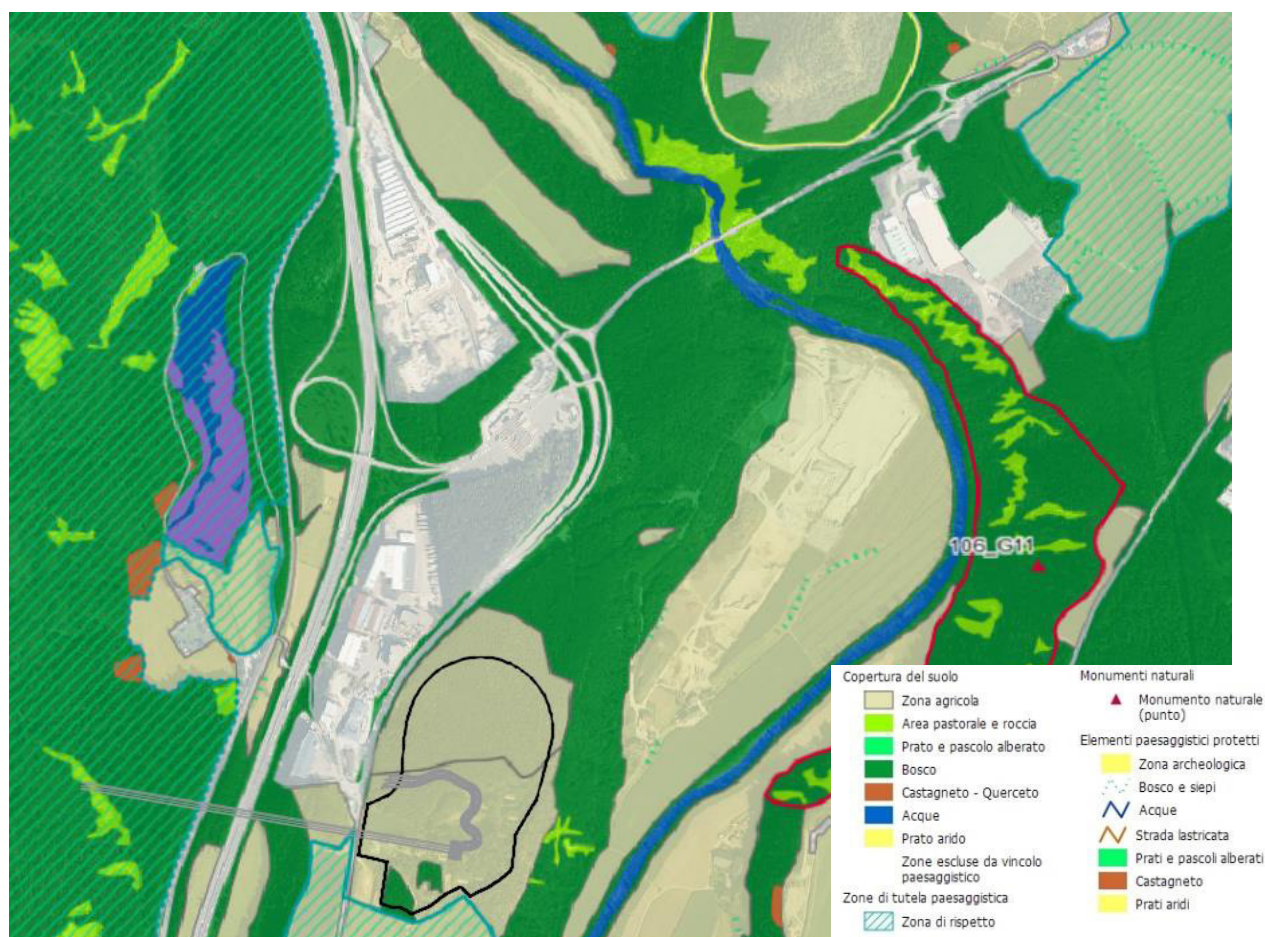 106_G11
Copertura del suolo
Zona agricola
Area pastorale e roccia
Prato e pascolo alberato
Bosco
Castagneto - Querceto
Acque
Prato arido
Zone escluse da vincolo
paesaggistico
Zone di tutela paesaggistica
Zona di rispetto
Monumenti naturali
Monumento naturale
(punto)
Elementi paesaggistici protetti
Zona archeologica
Bosco e siepi
Acque
Strada lastricata
Prati e pascoli alberati
Castagneto
Prati aridi